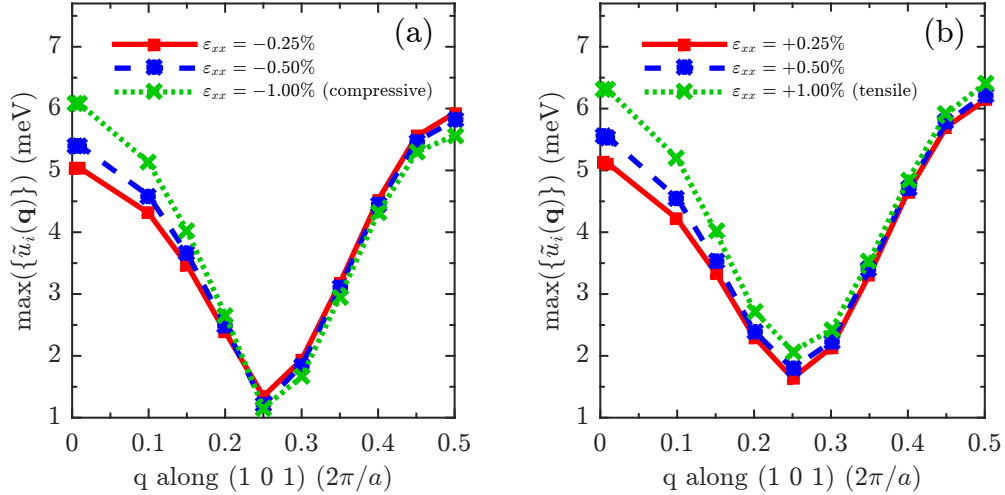 (a)
ε_xx = −0.25%
ε_xx = −0.50%
ε_xx = −1.00% (compressive)
max({ũ_i(q)}) (meV)
7
6
5
4
3
2
1
0 0.1 0.2 0.3 0.4 0.5
q along (1 0 1) (2π/a)
(b)
ε_xx = +0.25%
ε_xx = +0.50%
ε_xx = +1.00% (tensile)
max({ũ_i(q)}) (meV)
7
6
5
4
3
2
1
0 0.1 0.2 0.3 0.4 0.5
q along (1 0 1) (2π/a)